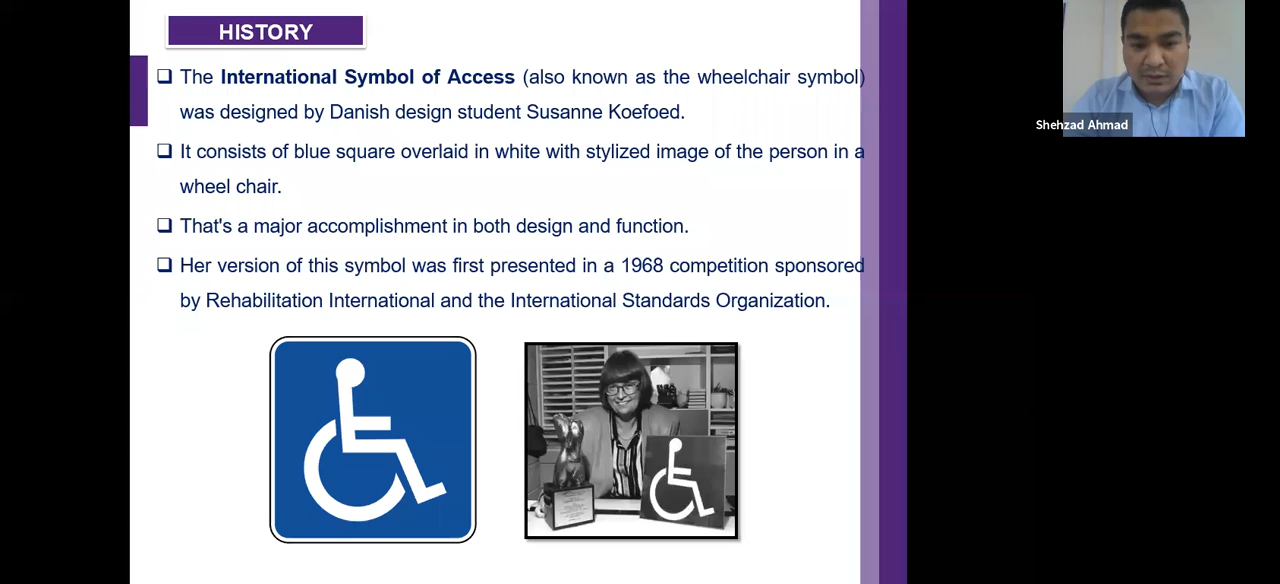 HISTORY
❑ The International Symbol of Access (also known as the wheelchair symbol)
was designed by Danish design student Susanne Koefoed.
❑ It consists of blue square overlaid in white with stylized image of the person in a
wheel chair.
❑ That's a major accomplishment in both design and function.
❑ Her version of this symbol was first presented in a 1968 competition sponsored
by Rehabilitation International and the International Standards Organization.
Shehzad Ahmad